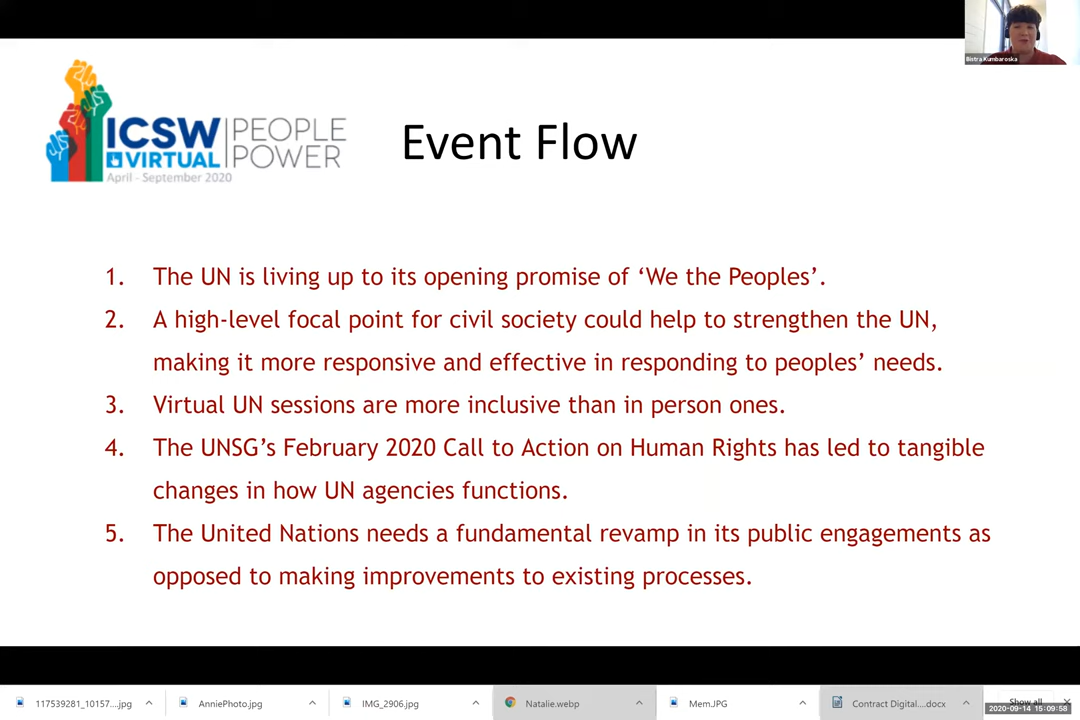 Bistra Kumbaroska
ICSW PEOPLE
VIRTUAL POWER
April - September 2020
Event Flow
1. The UN is living up to its opening promise of ‘We the Peoples’.
2. A high-level focal point for civil society could help to strengthen the UN,
making it more responsive and effective in responding to peoples’ needs.
3. Virtual UN sessions are more inclusive than in person ones.
4. The UNSG’s February 2020 Call to Action on Human Rights has led to tangible
changes in how UN agencies functions.
5. The United Nations needs a fundamental revamp in its public engagements as
opposed to making improvements to existing processes.
117539281_10157....jpg
AnniePhoto.jpg
IMG_2906.jpg
Natalie.webp
Mem.JPG
Contract Digital....docx
Show all
2020-09-14 15:09:58